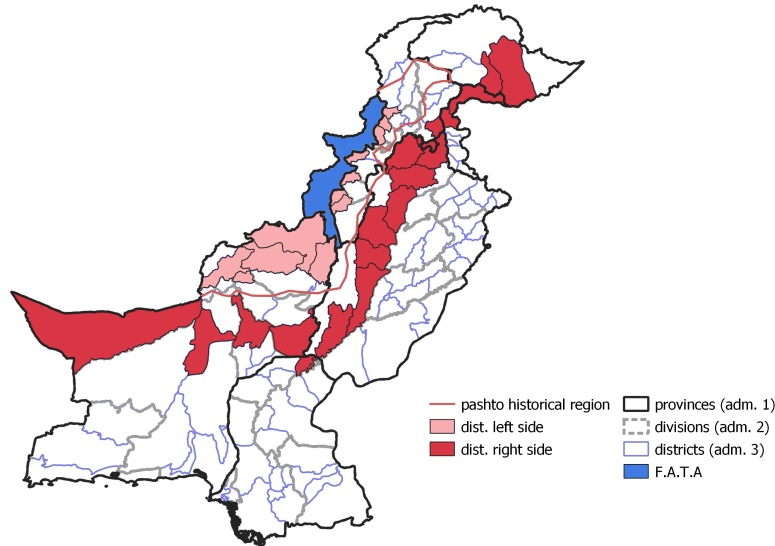 pashto historical region
dist. left side
dist. right side
provinces (adm. 1)
divisions (adm. 2)
districts (adm. 3)
F.A.T.A